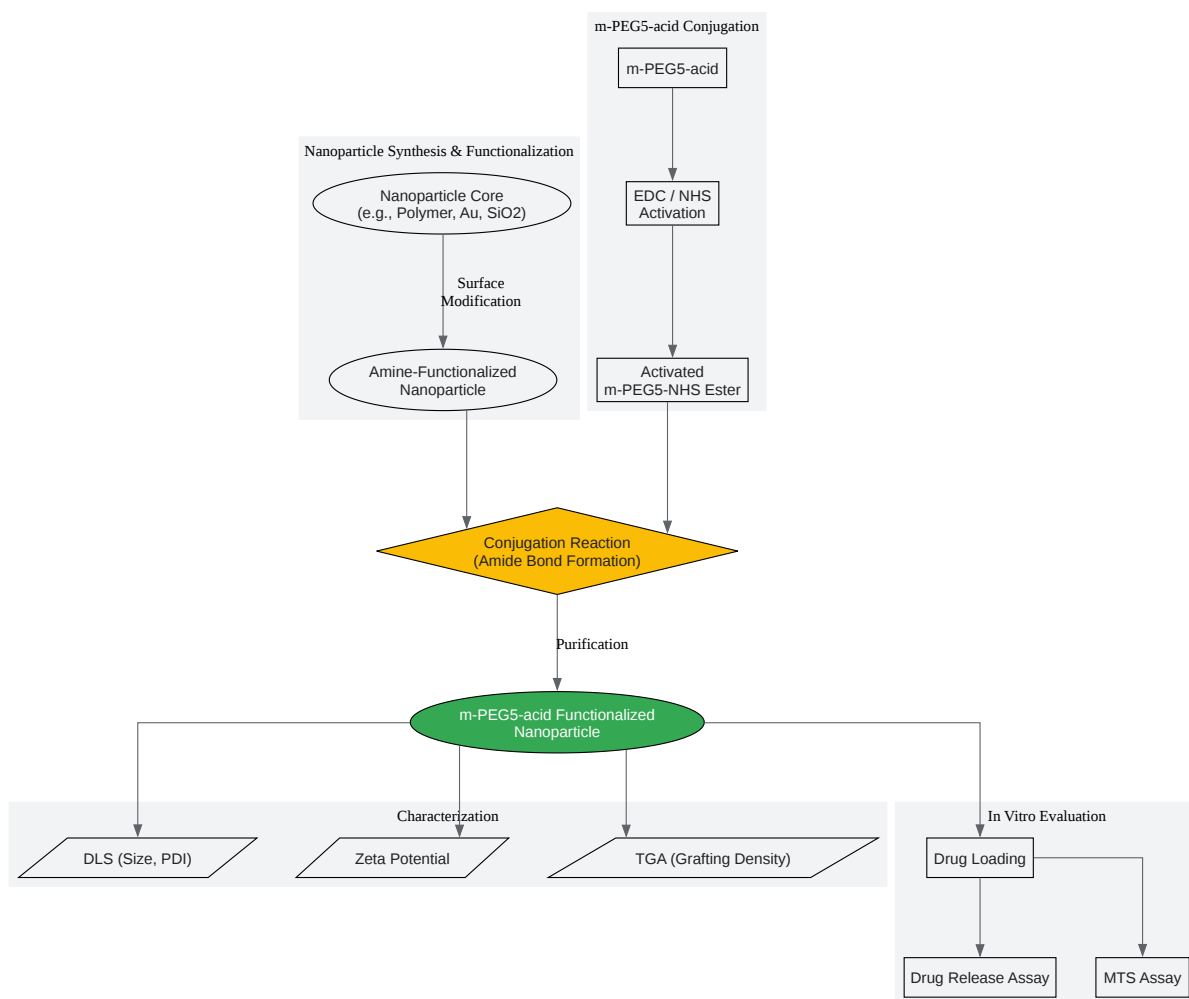 m-PEG5-acid Conjugation
m-PEG5-acid
Nanoparticle Synthesis & Functionalization
Nanoparticle Core
(e.g., Polymer, Au, SiO2)
EDC / NHS
Activation
Surface
Modification
Amine-Functionalized
Nanoparticle
Activated
m-PEG5-NHS Ester
Conjugation Reaction
(Amide Bond Formation)
Purification
m-PEG5-acid Functionalized
Nanoparticle
Characterization
In Vitro Evaluation
DLS (Size, PDI)
Zeta Potential
TGA (Grafting Density)
Drug Loading
Drug Release Assay
MTS Assay